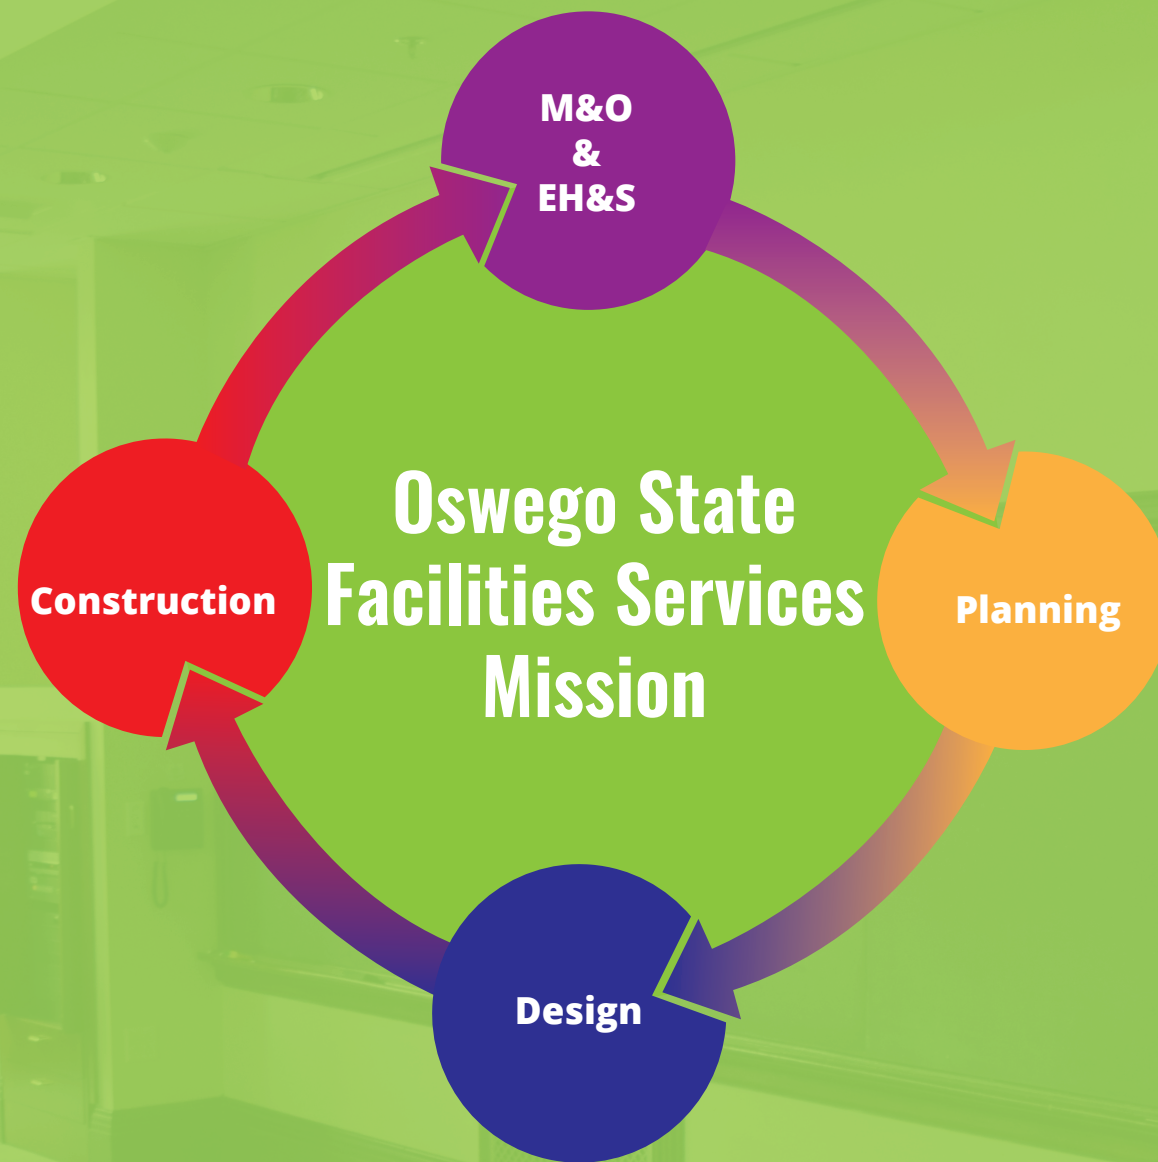 M&O
&
EH&S
Oswego State
Facilities Services
Mission
Construction
Planning
Design